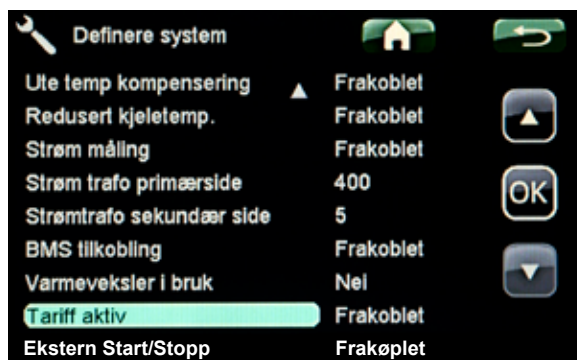 Definere system
Ute temp kompensering Frakoblet
Redusert kjeletemp. Frakoblet
Strøm måling Frakoblet
Strøm trafo primærside 400
Strømtrafo sekundær side 5
BMS tilkobling Frakoblet
Varmeveksler i bruk Nei
Tariff aktiv Frakoblet
Ekstern Start/Stopp Frakøplet
OK